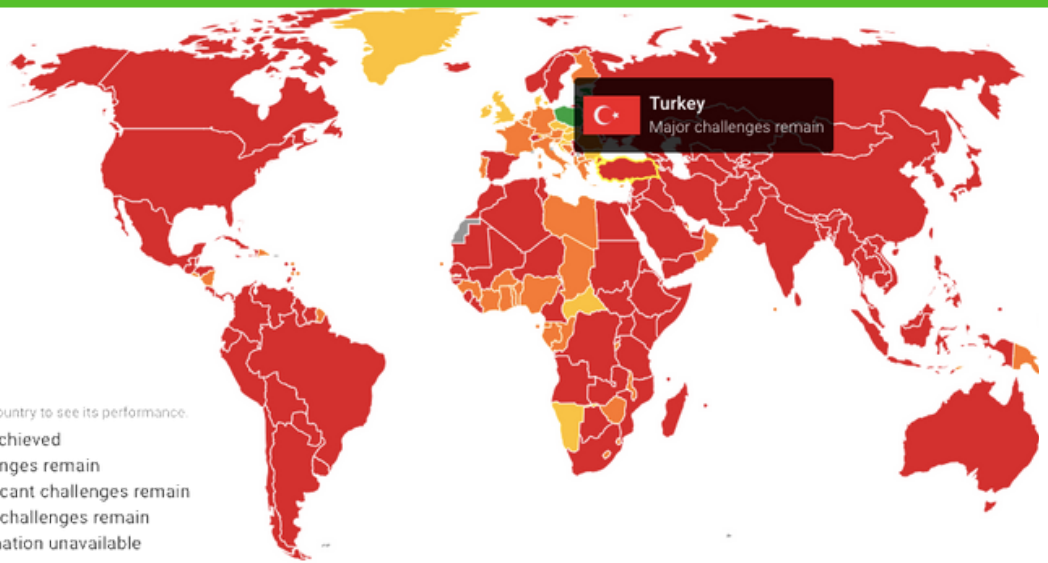 Turkey
Major challenges remain
ountry to see its performance.
chieved
nges remain
cant challenges remain
challenges remain
nation unavailable